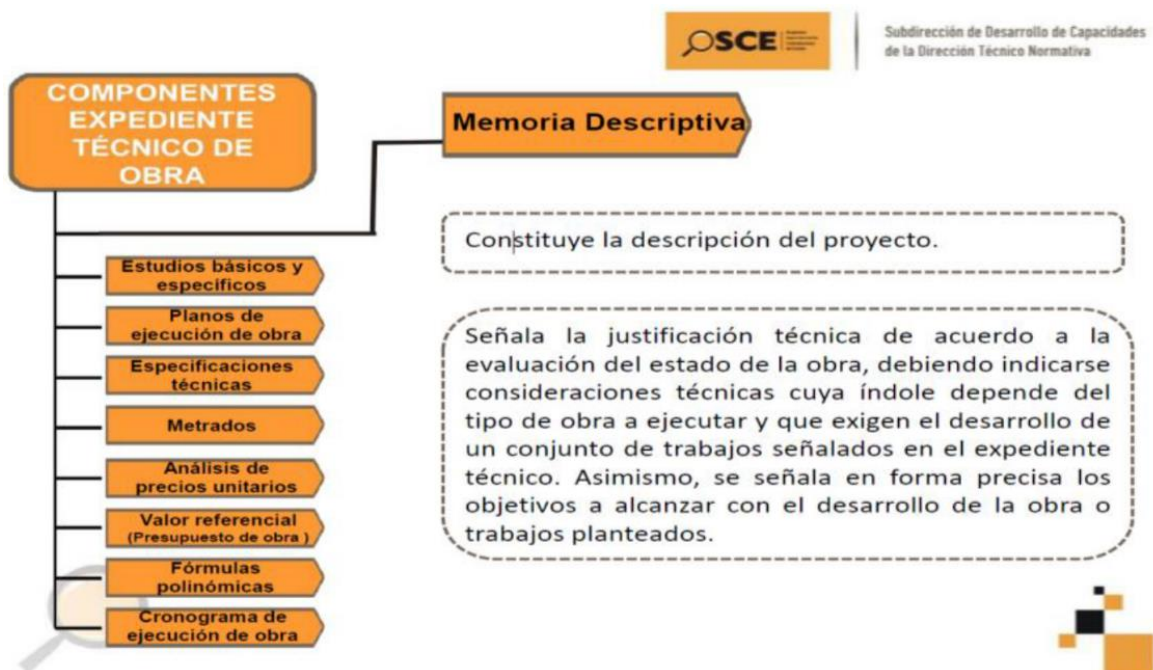 OSCE
Subdirección de Desarrollo de Capacidades
de la Dirección Técnico Normativa
COMPONENTES
EXPEDIENTE
TÉCNICO DE
OBRA
Memoria Descriptiva
Constituye la descripción del proyecto.
Señala la justificación técnica de acuerdo a la
evaluación del estado de la obra, debiendo indicarse
consideraciones técnicas cuya índole depende del
tipo de obra a ejecutar y que exigen el desarrollo de
un conjunto de trabajos señalados en el expediente
técnico. Asimismo, se señala en forma precisa los
objetivos a alcanzar con el desarrollo de la obra o
trabajos planteados.
Estudios básicos y
específicos
Planos de
ejecución de obra
Especificaciones
técnicas
Metrados
Análisis de
precios unitarios
Valor referencial
(Presupuesto de obra )
Fórmulas
polinómicas
Cronograma de
ejecución de obra